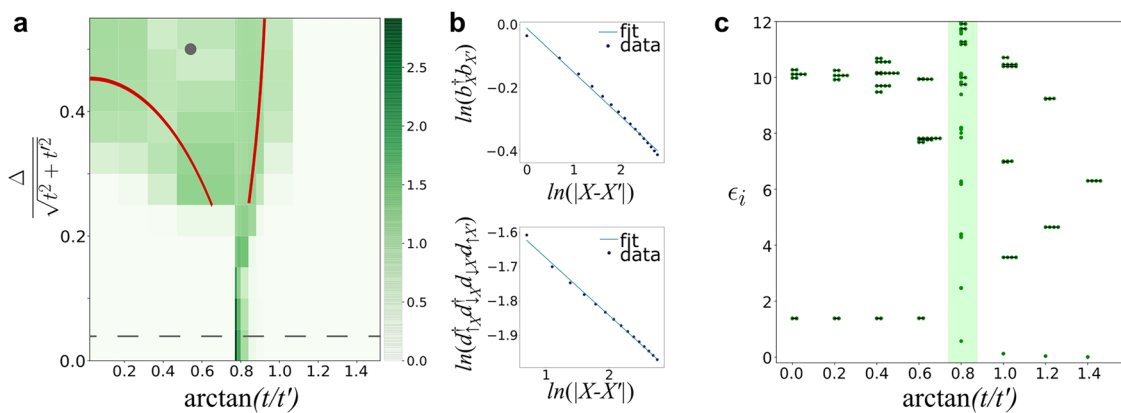 a
b
c
0.4
0.2
0.0
Δ
√t² + t′²
0.2 0.4 0.6 0.8 1.0 1.2 1.4
arctan(t/t′)
2.5
2.0
1.5
1.0
0.5
0.0
ln(b†_X b_X′)
0.0
−0.2
−0.4
fit
data
0 1 2
ln(|X-X′|)
ln(d†_↑X d†_↓X d_↓X′ d_↑X′)
−1.6
−1.7
−1.8
−1.9
fit
data
1 2
ln(|X-X′|)
ϵ_i
12
10
8
6
4
2
0
0.0 0.2 0.4 0.6 0.8 1.0 1.2 1.4
arctan(t/t′)